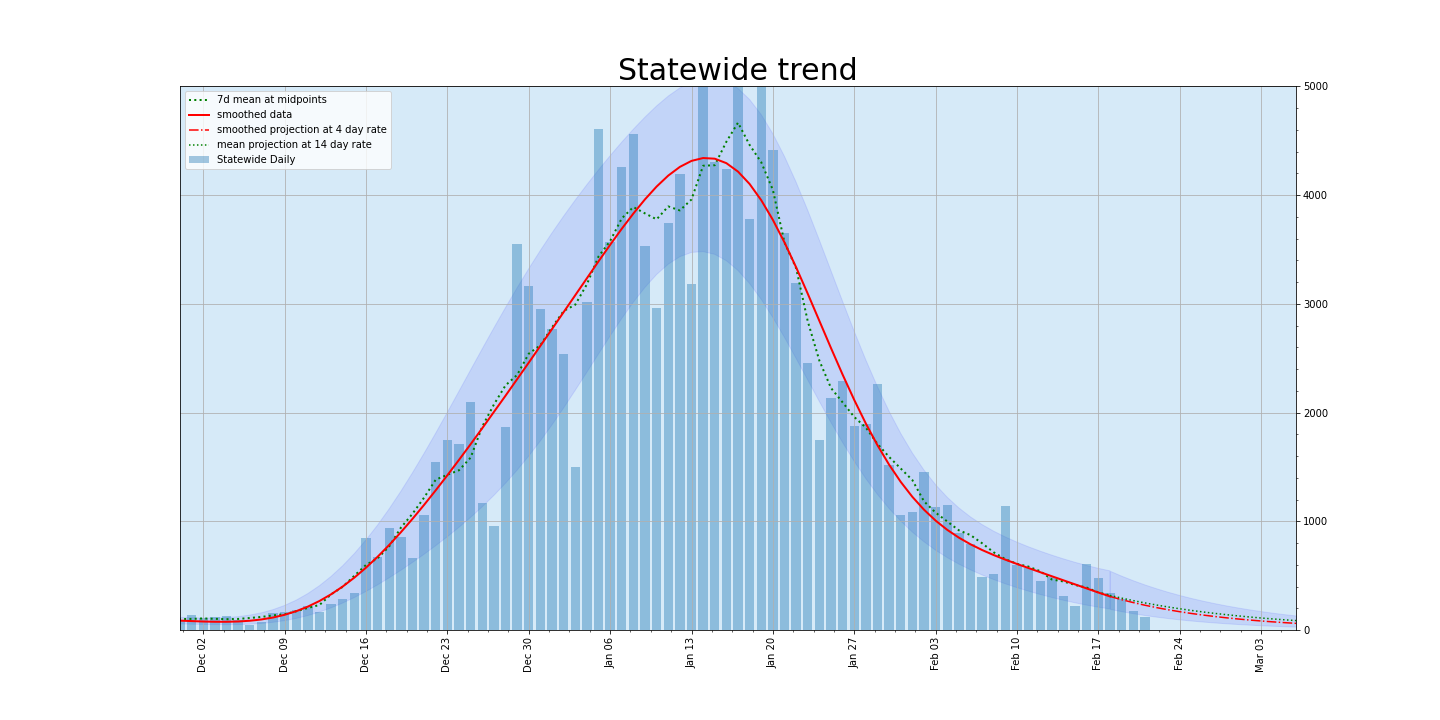 Statewide trend
7d mean at midpoints
smoothed data
smoothed projection at 4 day rate
mean projection at 14 day rate
Statewide Daily
5000
4000
3000
2000
1000
0
Dec 02
Dec 09
Dec 16
Dec 23
Dec 30
Jan 06
Jan 13
Jan 20
Jan 27
Feb 03
Feb 10
Feb 17
Feb 24
Mar 03